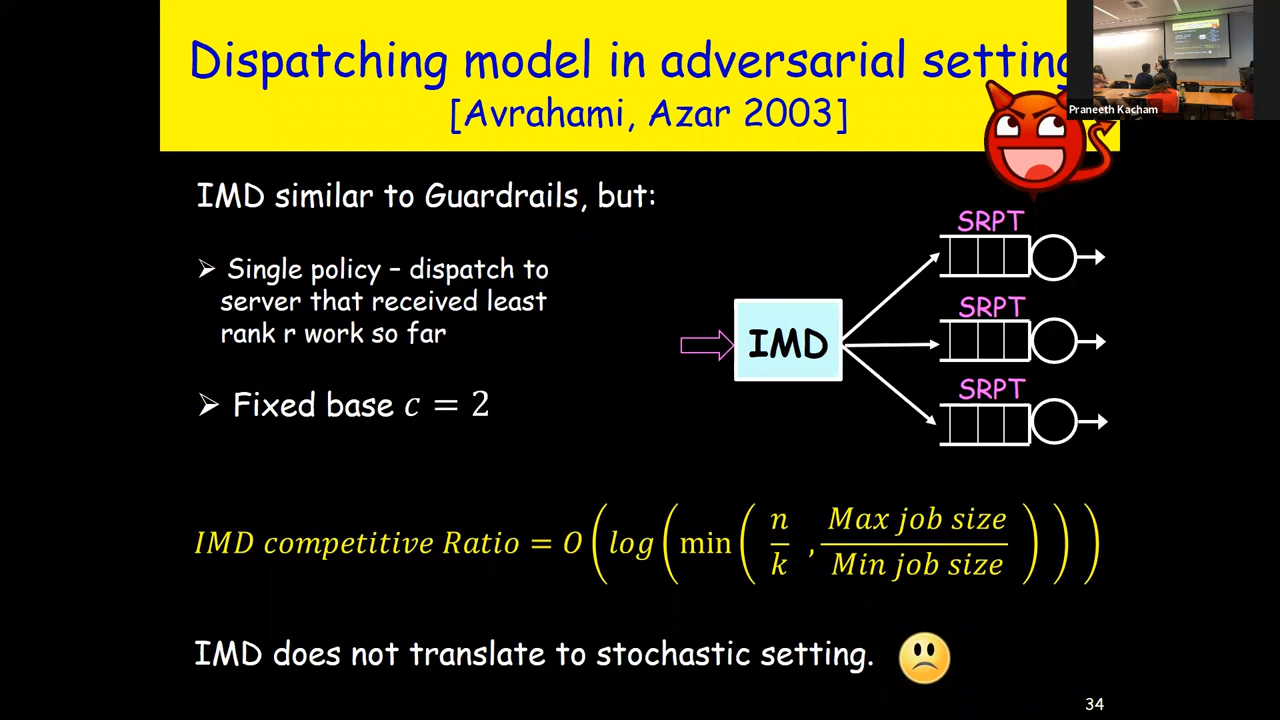 Dispatching model in adversarial setting
[Avrahami, Azar 2003]
Praneeth Kacham
IMD similar to Guardrails, but:
➢ Single policy – dispatch to
server that received least
rank r work so far
➢ Fixed base c = 2
SRPT
SRPT
SRPT
IMD
IMD competitive Ratio = O(log(min(n/k , Max job size/Min job size)))
IMD does not translate to stochastic setting.
34